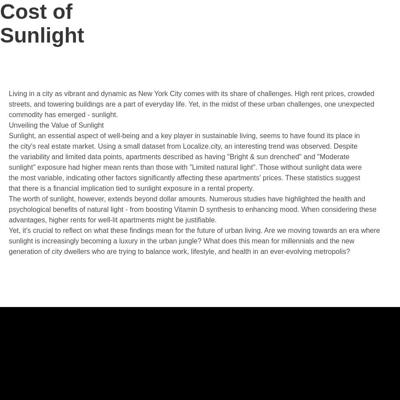 Cost of
Sunlight
Living in a city as vibrant and dynamic as New York City comes with its share of challenges. High rent prices, crowded
streets, and towering buildings are a part of everyday life. Yet, in the midst of these urban challenges, one unexpected
commodity has emerged - sunlight.
Unveiling the Value of Sunlight
Sunlight, an essential aspect of well-being and a key player in sustainable living, seems to have found its place in
the city's real estate market. Using a small dataset from Localize.city, an interesting trend was observed. Despite
the variability and limited data points, apartments described as having "Bright & sun drenched" and "Moderate
sunlight" exposure had higher mean rents than those with "Limited natural light". Those without sunlight data were
the most variable, indicating other factors significantly affecting these apartments' prices. These statistics suggest
that there is a financial implication tied to sunlight exposure in a rental property.
The worth of sunlight, however, extends beyond dollar amounts. Numerous studies have highlighted the health and
psychological benefits of natural light - from boosting Vitamin D synthesis to enhancing mood. When considering these
advantages, higher rents for well-lit apartments might be justifiable.
Yet, it's crucial to reflect on what these findings mean for the future of urban living. Are we moving towards an era where
sunlight is increasingly becoming a luxury in the urban jungle? What does this mean for millennials and the new
generation of city dwellers who are trying to balance work, lifestyle, and health in an ever-evolving metropolis?